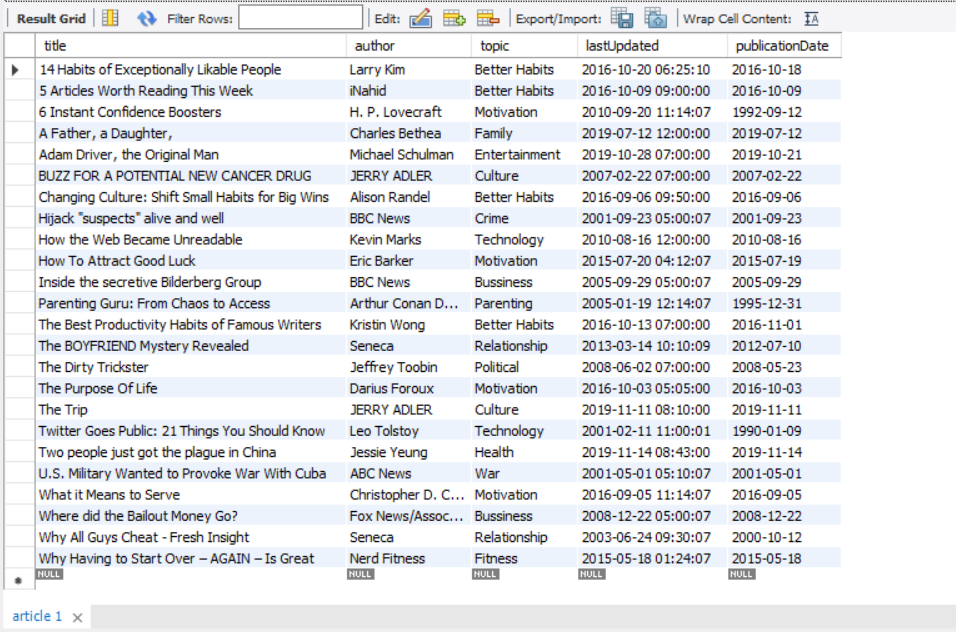 Result Grid Filter Rows: Edit: Export/Import: Wrap Cell Content: IA
title author topic lastUpdated publicationDate
14 Habits of Exceptionally Likable People Larry Kim Better Habits 2016-10-20 06:25:10 2016-10-18
5 Articles Worth Reading This Week iNahid Better Habits 2016-10-09 09:00:00 2016-10-09
6 Instant Confidence Boosters H. P. Lovecraft Motivation 2010-09-20 11:14:07 1992-09-12
A Father, a Daughter, Charles Bethea Family 2019-07-12 12:00:00 2019-07-12
Adam Driver, the Original Man Michael Schulman Entertainment 2019-10-28 07:00:00 2019-10-21
BUZZ FOR A POTENTIAL NEW CANCER DRUG JERRY ADLER Culture 2007-02-22 07:00:00 2007-02-22
Changing Culture: Shift Small Habits for Big Wins Alison Randel Better Habits 2016-09-06 09:50:00 2016-09-06
Hijack "suspects" alive and well BBC News Crime 2001-09-23 05:00:07 2001-09-23
How the Web Became Unreadable Kevin Marks Technology 2010-08-16 12:00:00 2010-08-16
How To Attract Good Luck Eric Barker Motivation 2015-07-20 04:12:07 2015-07-19
Inside the secretive Bilderberg Group BBC News Bussiness 2005-09-29 05:00:07 2005-09-29
Parenting Guru: From Chaos to Access Arthur Conan D... Parenting 2005-01-19 12:14:07 1995-12-31
The Best Productivity Habits of Famous Writers Kristin Wong Better Habits 2016-10-13 07:00:00 2016-11-01
The BOYFRIEND Mystery Revealed Seneca Relationship 2013-03-14 10:10:09 2012-07-10
The Dirty Trickster Jeffrey Toobin Political 2008-06-02 07:00:00 2008-05-23
The Purpose Of Life Darius Foroux Motivation 2016-10-03 05:05:00 2016-10-03
The Trip JERRY ADLER Culture 2019-11-11 08:10:00 2019-11-11
Twitter Goes Public: 21 Things You Should Know Leo Tolstoy Technology 2001-02-11 11:00:01 1990-01-09
Two people just got the plague in China Jessie Yeung Health 2019-11-14 08:43:00 2019-11-14
U.S. Military Wanted to Provoke War With Cuba ABC News War 2001-05-01 05:10:07 2001-05-01
What it Means to Serve Christopher D. C... Motivation 2016-09-05 11:14:07 2016-09-05
Where did the Bailout Money Go? Fox News/Assoc... Bussiness 2008-12-22 05:00:07 2008-12-22
Why All Guys Cheat - Fresh Insight Seneca Relationship 2003-06-24 09:30:07 2000-10-12
Why Having to Start Over – AGAIN – Is Great Nerd Fitness Fitness 2015-05-18 01:24:07 2015-05-18
NULL NULL NULL NULL NULL
article 1